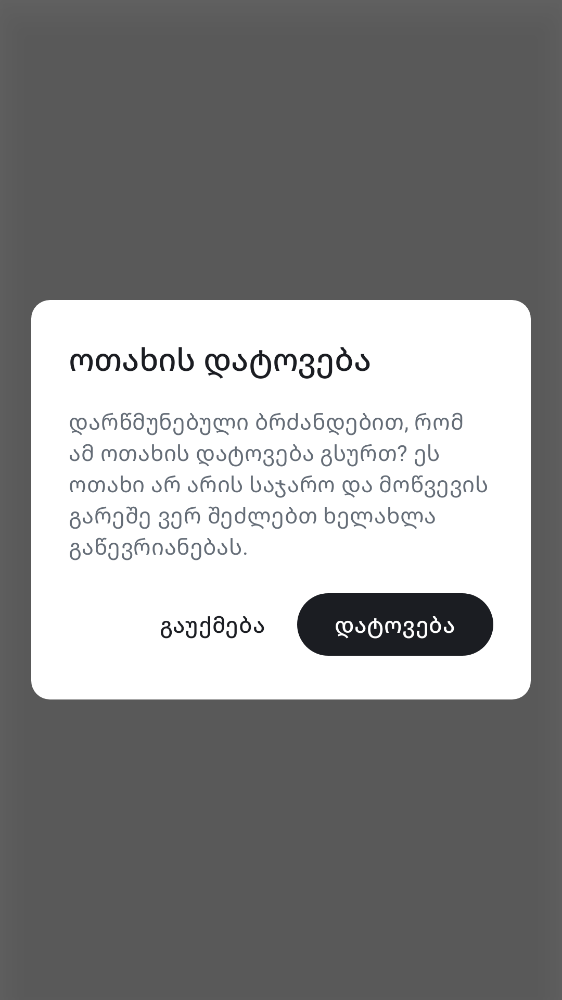 ოთახის დატოვება
დარწმუნებული ბრძანდებით, რომ
ამ ოთახის დატოვება გსურთ? ეს
ოთახი არ არის საჯარო და მოწვევის
გარეშე ვერ შეძლებთ ხელახლა
გაწევრიანებას.
გაუქმება
დატოვება